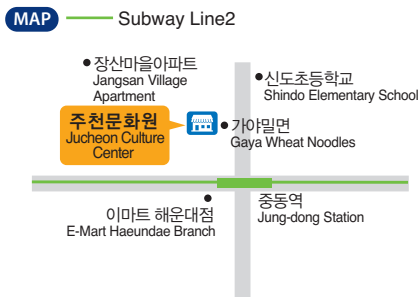 MAP
Subway Line2
장산마을아파트
Jangsan Village
Apartment
신도초등학교
Shindo Elementary School
주천문화원
Jucheon Culture
Center
가야밀면
Gaya Wheat Noodles
이마트 해운대점
E-Mart Haeundae Branch
중동역
Jung-dong Station